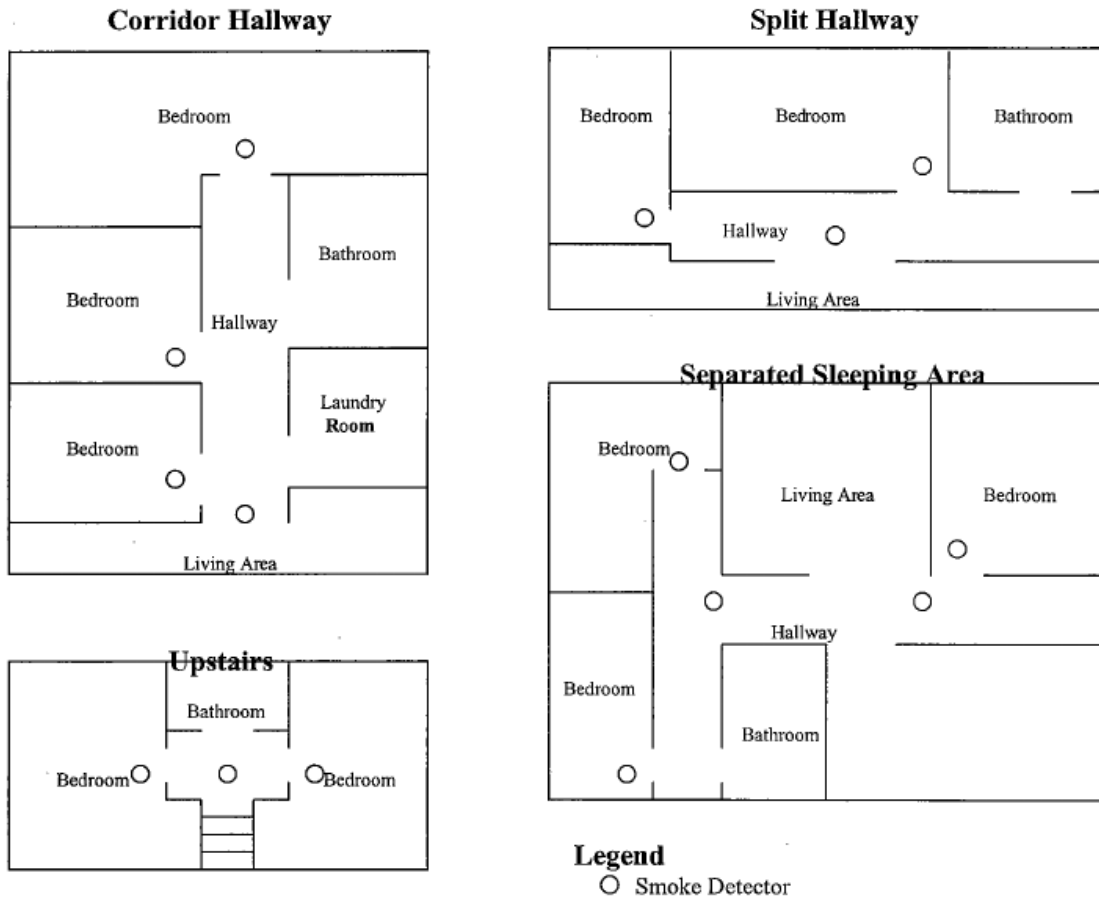 Corridor Hallway
Bedroom
Bathroom
Bedroom
Hallway
Laundry
Room
Bedroom
Living Area
Upstairs
Bathroom
Bedroom
Bedroom
Split Hallway
Bedroom
Bedroom
Bathroom
Hallway
Living Area
Separated Sleeping Area
Bedroom
Living Area
Bedroom
Hallway
Bedroom
Bathroom
Legend
Smoke Detector